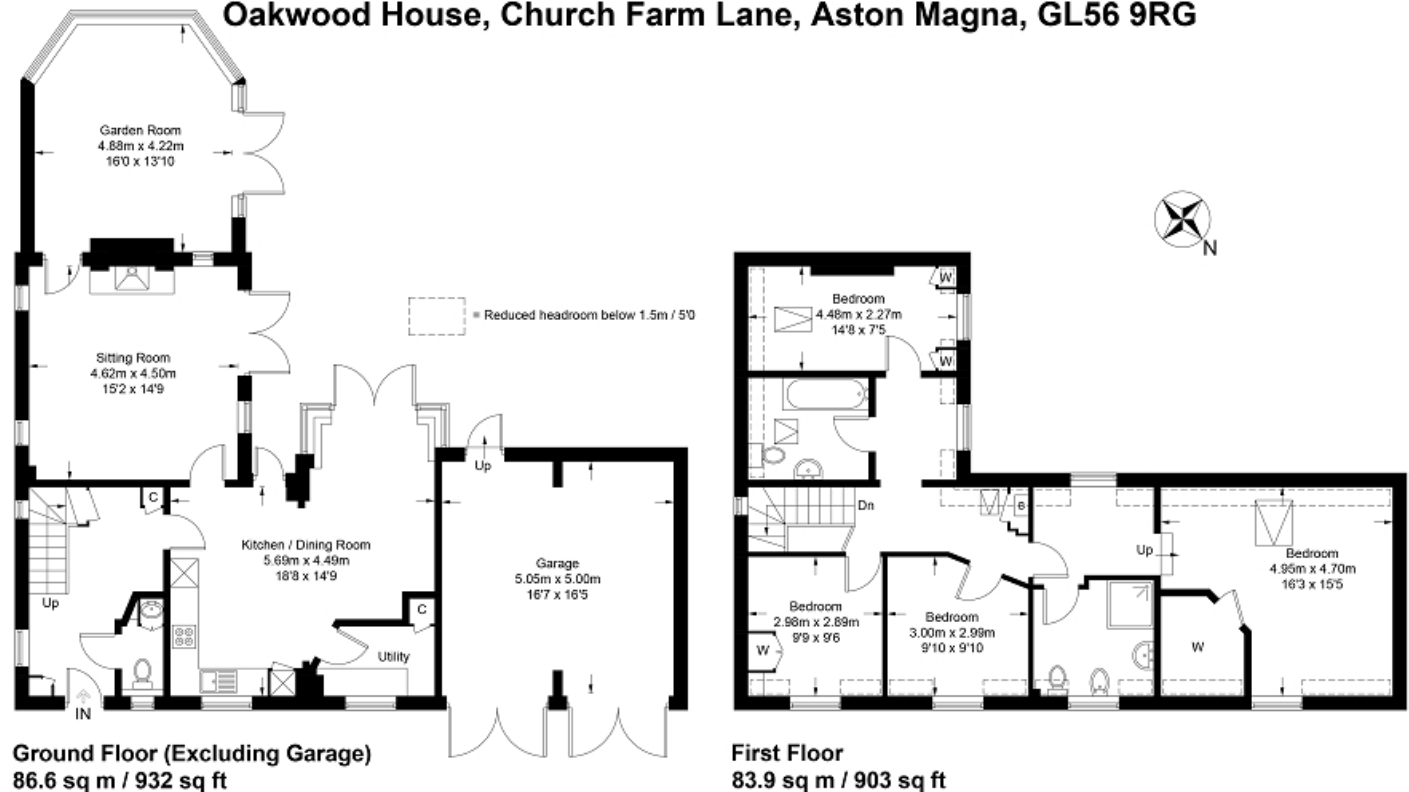 Oakwood House, Church Farm Lane, Aston Magna, GL56 9RG
Garden Room
4.88m x 4.22m
16'0 x 13'10
N
= Reduced headroom below 1.5m / 5'0
Sitting Room
4.62m x 4.50m
15'2 x 14'9
Up
C
Kitchen / Dining Room
5.69m x 4.49m
18'8 x 14'9
Garage
5.05m x 5.00m
16'7 x 16'5
Up
C
Utility
IN
Ground Floor (Excluding Garage)
86.6 sq m / 932 sq ft
W
Bedroom
4.48m x 2.27m
14'8 x 7'5
W
Dn
B
Up
Bedroom
4.95m x 4.70m
16'3 x 15'5
Bedroom
2.98m x 2.89m
9'9 x 9'6
W
Bedroom
3.00m x 2.99m
9'10 x 9'10
W
First Floor
83.9 sq m / 903 sq ft